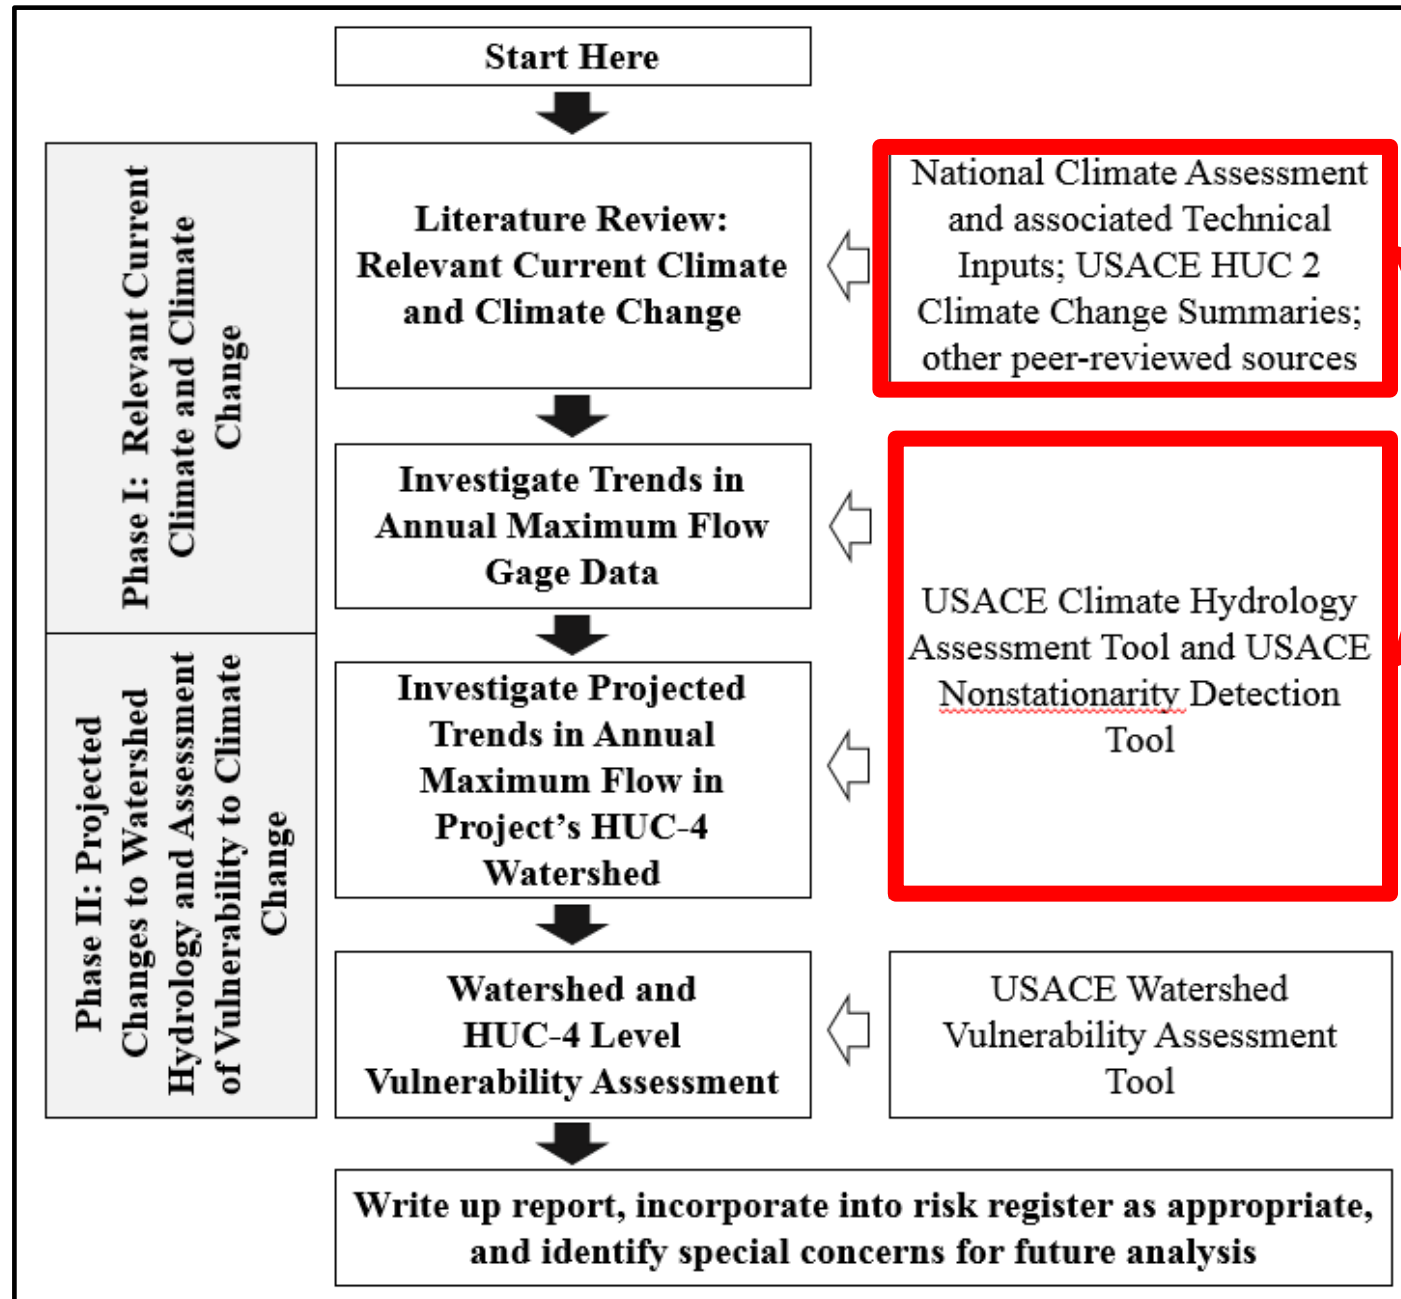 Start Here
Phase I: Relevant Current
Climate and Climate
Change
Literature Review:
Relevant Current Climate
and Climate Change
National Climate Assessment
and associated Technical
Inputs; USACE HUC 2
Climate Change Summaries;
other peer-reviewed sources
Investigate Trends in
Annual Maximum Flow
Gage Data
USACE Climate Hydrology
Assessment Tool and USACE
Nonstationarity Detection
Tool
Phase II: Projected
Changes to Watershed
Hydrology and Assessment
of Vulnerability to Climate
Change
Investigate Projected
Trends in Annual
Maximum Flow in
Project’s HUC-4
Watershed
Watershed and
HUC-4 Level
Vulnerability Assessment
USACE Watershed
Vulnerability Assessment
Tool
Write up report, incorporate into risk register as appropriate,
and identify special concerns for future analysis